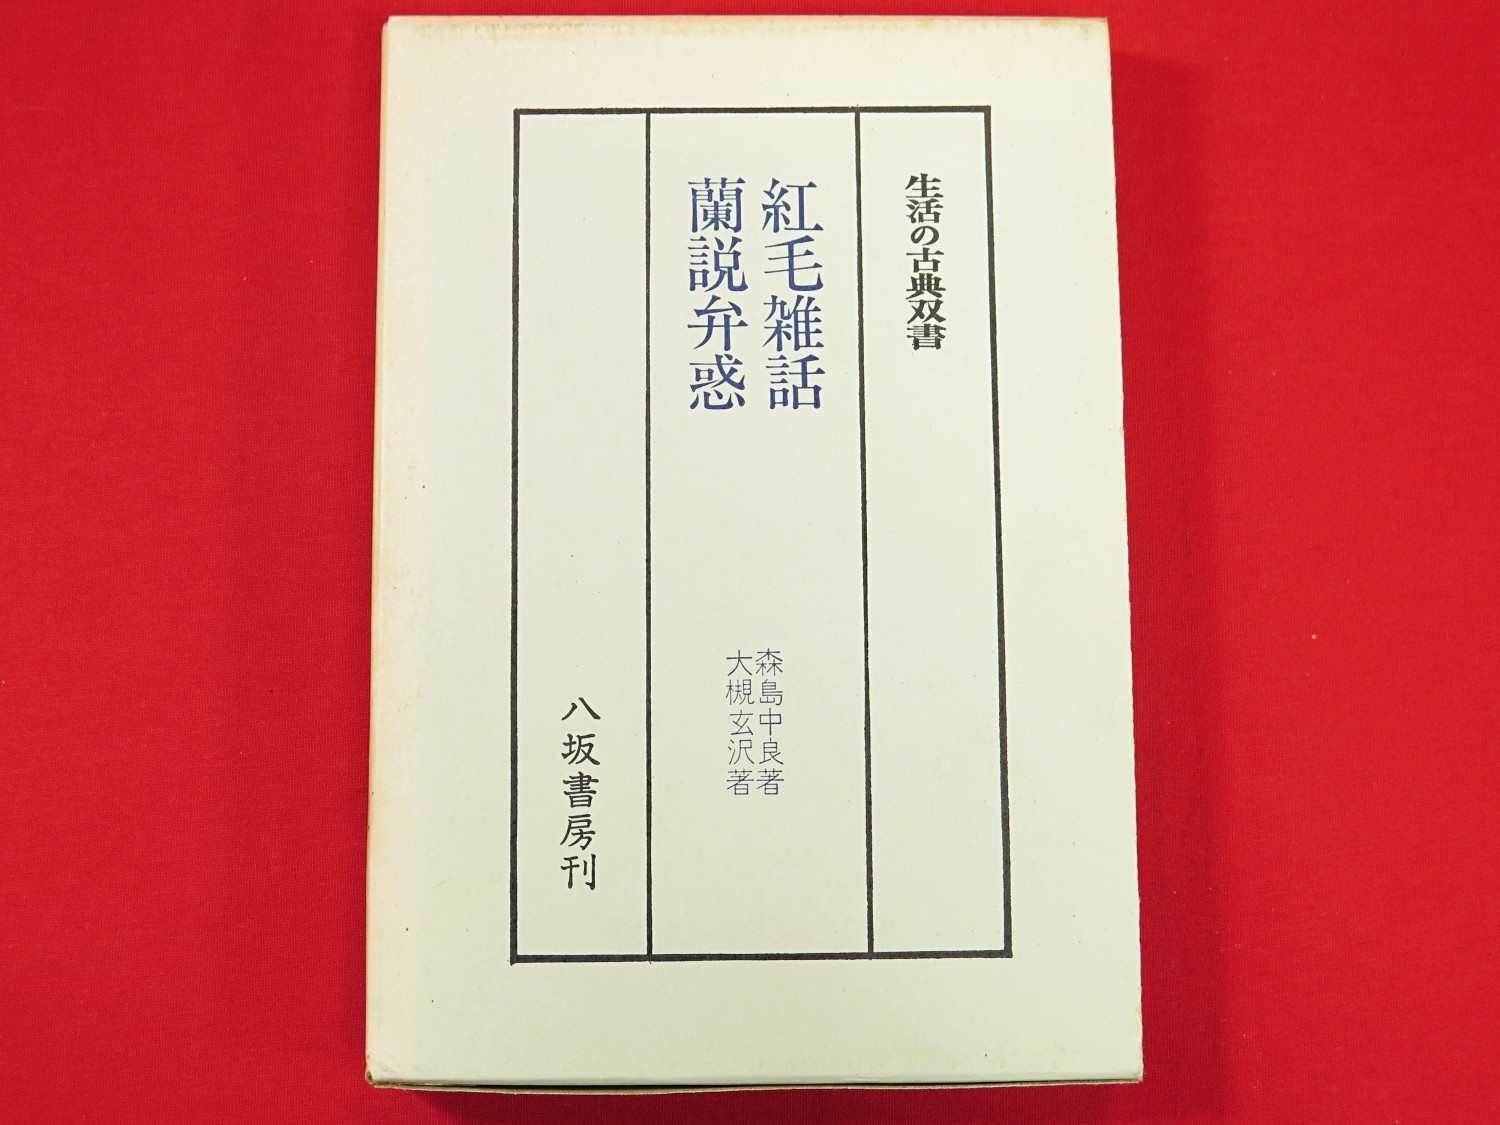 生活の古典双書
紅毛雑話
蘭説弁惑
森島中良著
大槻玄沢著
八坂書房刊